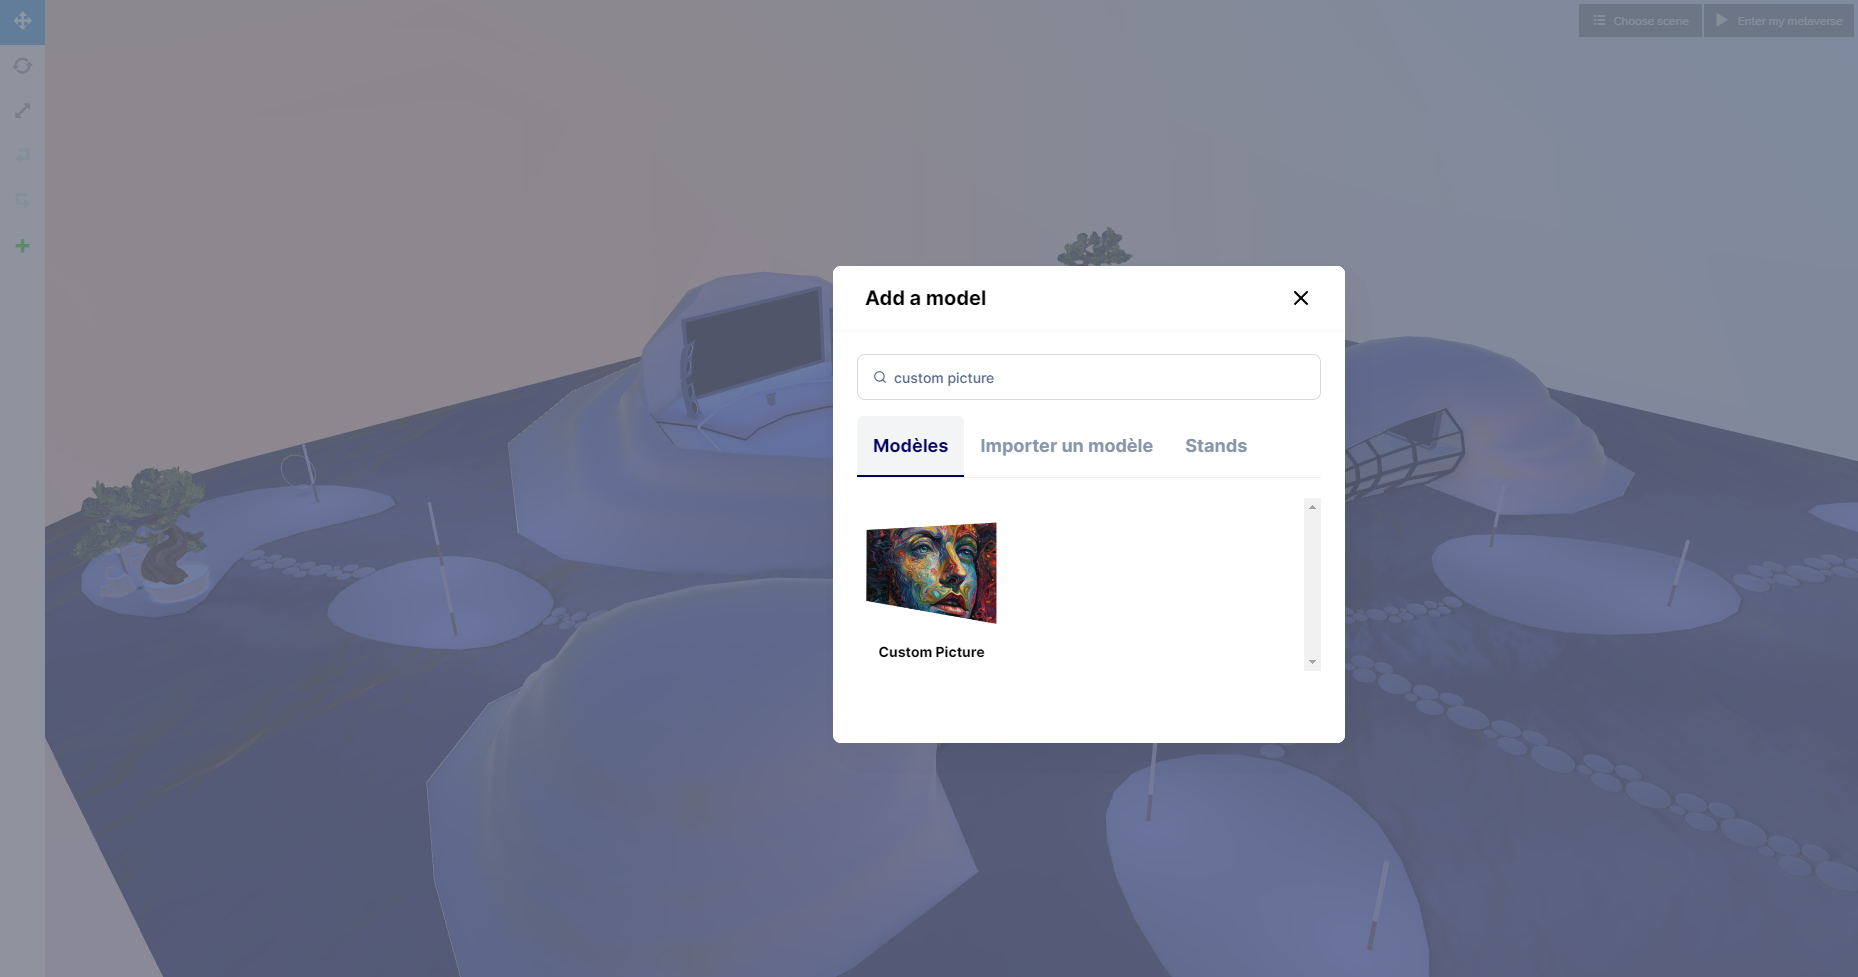 Choose scene
Enter my metaverse
Add a model
custom picture
Modèles
Importer un modèle
Stands
Custom Picture